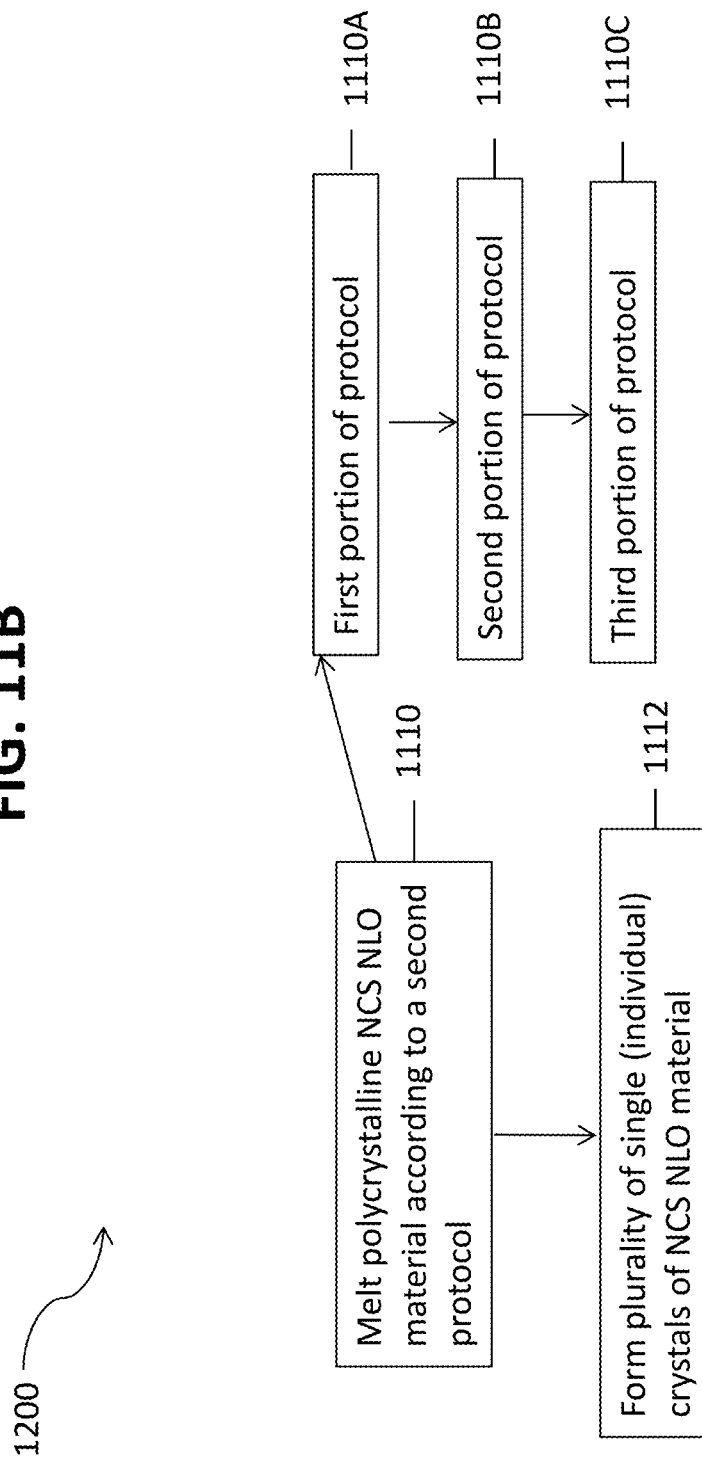 FIG. 11B
1200
Melt polycrystalline NCS NLO
material according to a second
protocol
1110
Form plurality of single (individual)
crystals of NCS NLO material
1112
First portion of protocol
1110A
Second portion of protocol
1110B
Third portion of protocol
1110C